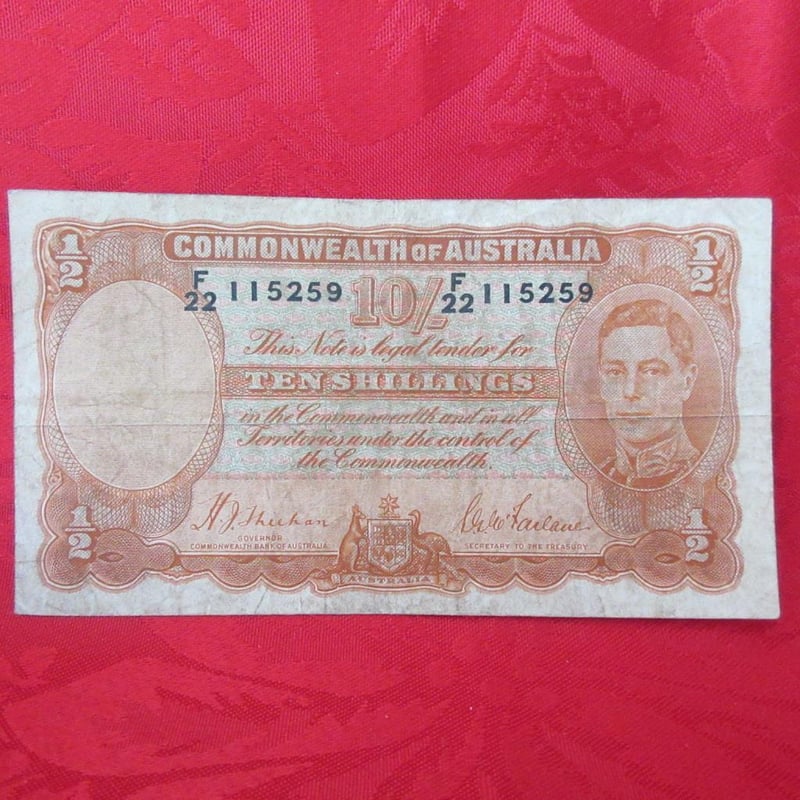 1/2 COMMONWEALTH OF AUSTRALIA 1/2
F/22 115259 10/- F/22 115259
This Note is legal tender for
TEN SHILLINGS
in the Commonwealth and in all
Territories under the control of
the Commonwealth.
1/2 H J Sheehan S G McFarlane 1/2
GOVERNOR
COMMONWEALTH BANK OF AUSTRALIA SECRETARY TO THE TREASURY
AUSTRALIA